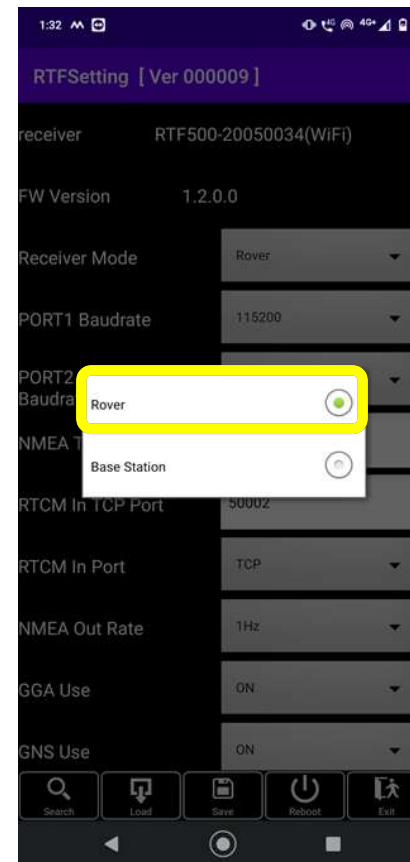 1:32
4G
4G+
RTFSetting [ Ver 000009 ]
receiver RTF500-20050034(WiFi)
FW Version 1.2.0.0
Receiver Mode Rover
PORT1 Baudrate 115200
PORT2
Baudra
Rover
NMEA T
Base Station
RTCM In TCP Port 50002
RTCM In Port TCP
NMEA Out Rate 1Hz
GGA Use ON
GNS Use ON
Search Load Save Reboot Exit